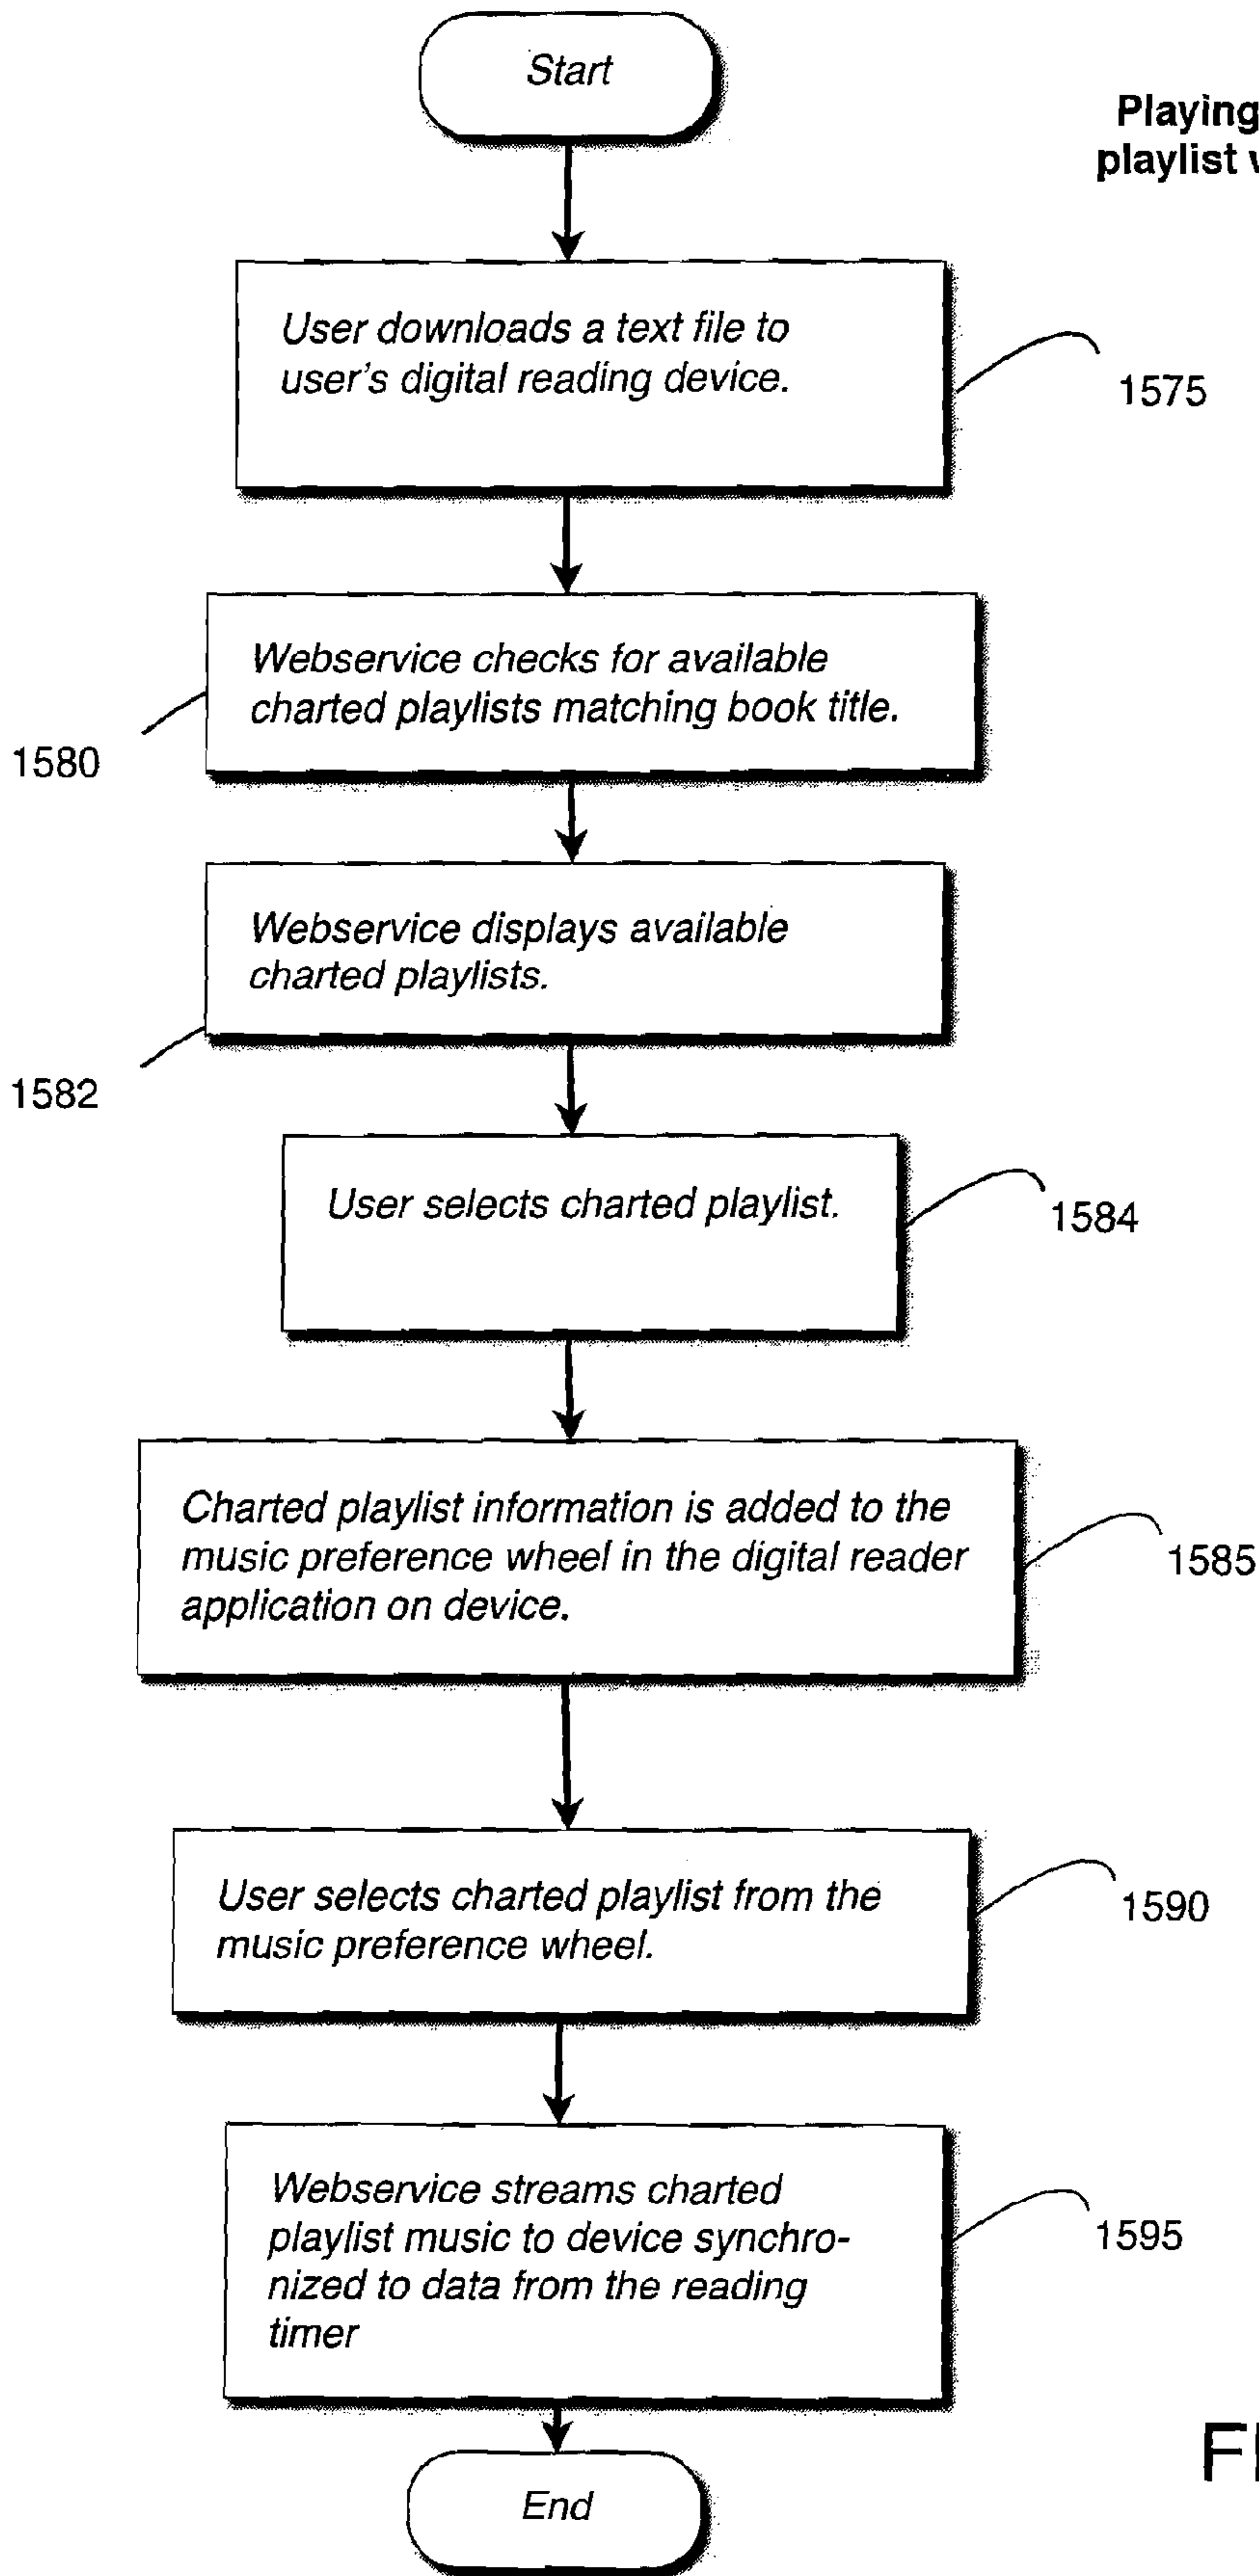 Start
Playing
playlist
User downloads a text file to
user's digital reading device.
1575
Webservice checks for available
charted playlists matching book title.
1580
Webservice displays available
charted playlists.
1582
User selects charted playlist.
1584
Charted playlist information is added to the
music preference wheel in the digital reader
application on device.
1585
User selects charted playlist from the
music preference wheel.
1590
Webservice streams charted
playlist music to device synchro-
nized to data from the reading
timer
1595
End